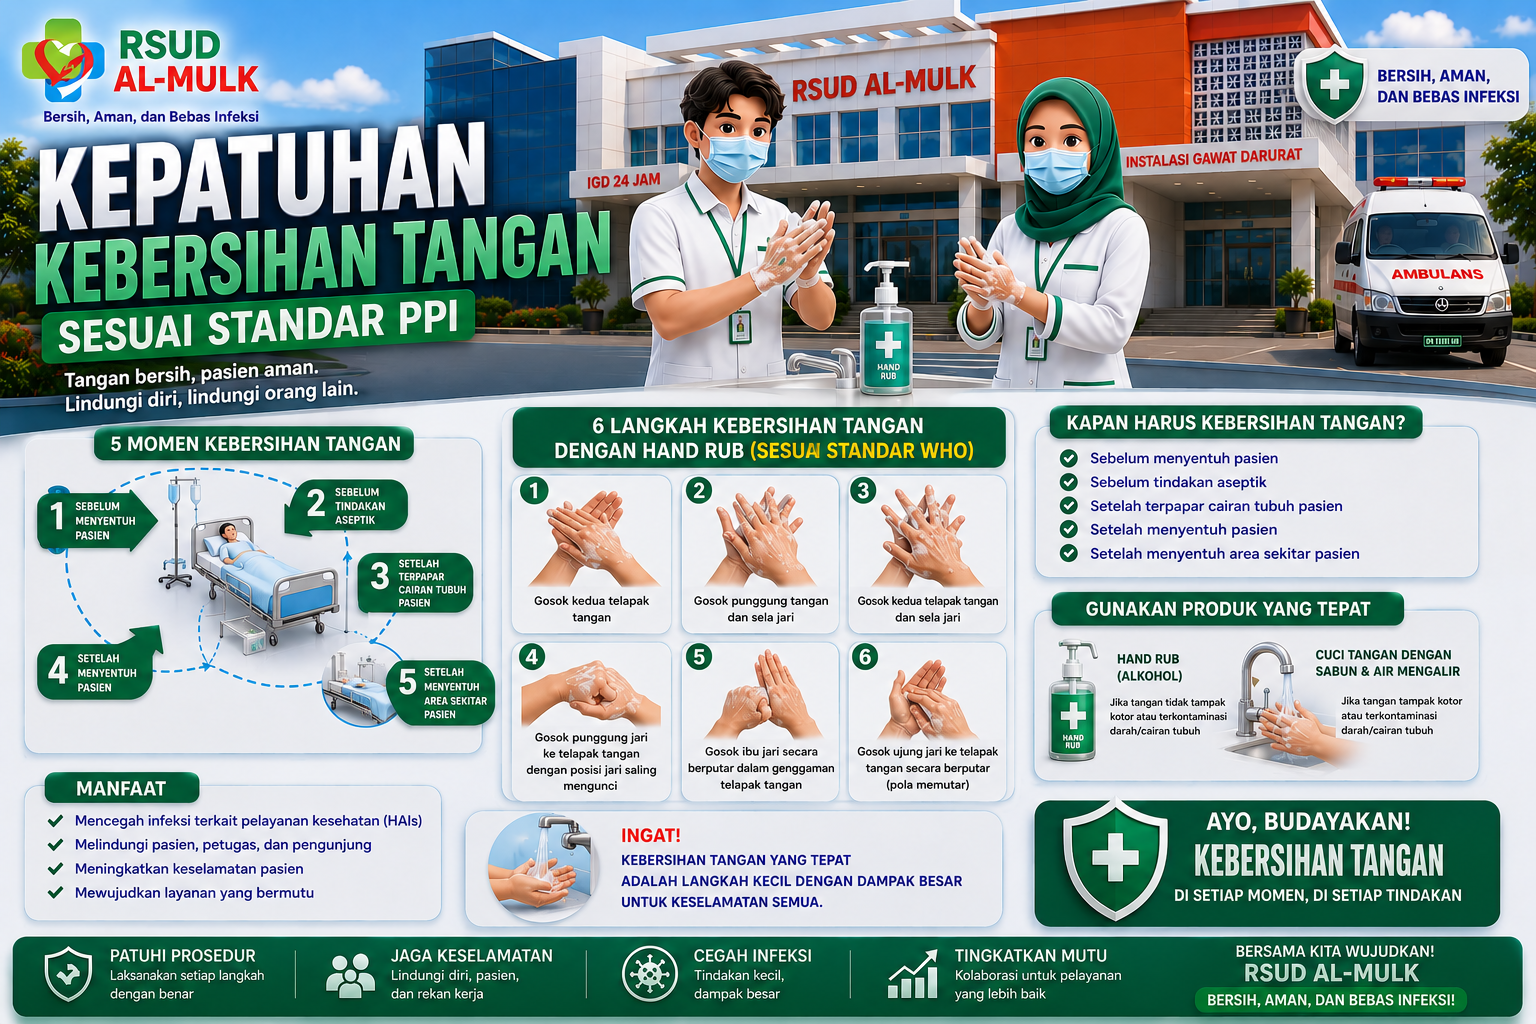 RSUD
AL-MULK
Bersih, Aman, dan Bebas Infeksi
KEPATUHAN
KEBERSIHAN TANGAN
SESUAI STANDAR PPI
Tangan bersih, pasien aman.
Lindungi diri, lindungi orang lain.
RSUD AL-MULK
IGD 24 JAM
INSTALASI GAWAT DARURAT
BERSIH, AMAN,
DAN BEBAS INFEKSI
AMBULANS
HAND
RUB
5 MOMEN KEBERSIHAN TANGAN
1
SEBELUM
MENYENTUH
PASIEN
2
SEBELUM
TINDAKAN
ASEPTIK
3
SETELAH
TERPAPAR
CAIRAN TUBUH
PASIEN
4
SETELAH
MENYENTUH
PASIEN
5
SETELAH
MENYENTUH
AREA SEKITAR
PASIEN
MANFAAT
Mencegah infeksi terkait pelayanan kesehatan (HAIs)
Melindungi pasien, petugas, dan pengunjung
Meningkatkan keselamatan pasien
Mewujudkan layanan yang bermutu
6 LANGKAH KEBERSIHAN TANGAN
DENGAN HAND RUB (SESUAI STANDAR WHO)
1
Gosok kedua telapak
tangan
2
Gosok punggung tangan
dan sela jari
3
Gosok kedua telapak tangan
dan sela jari
4
Gosok punggung jari
ke telapak tangan
dengan posisi jari saling
mengunci
5
Gosok ibu jari secara
berputar dalam genggaman
telapak tangan
6
Gosok ujung jari ke telapak
tangan secara berputar
(pola memutar)
INGAT!
KEBERSIHAN TANGAN YANG TEPAT
ADALAH LANGKAH KECIL DENGAN DAMPAK BESAR
UNTUK KESELAMATAN SEMUA.
KAPAN HARUS KEBERSIHAN TANGAN?
Sebelum menyentuh pasien
Sebelum tindakan aseptik
Setelah terpapar cairan tubuh pasien
Setelah menyentuh pasien
Setelah menyentuh area sekitar pasien
GUNAKAN PRODUK YANG TEPAT
HAND
RUB
HAND RUB
(ALKOHOL)
Jika tangan tidak tampak
kotor atau terkontaminasi
darah/cairan tubuh
CUCI TANGAN DENGAN
SABUN & AIR MENGALIR
Jika tangan tampak kotor
atau terkontaminasi
darah/cairan tubuh
AYO, BUDAYAKAN!
KEBERSIHAN TANGAN
DI SETIAP MOMEN, DI SETIAP TINDAKAN
PATUHI PROSEDUR
Laksanakan setiap langkah
dengan benar
JAGA KESELAMATAN
Lindungi diri, pasien,
dan rekan kerja
CEGAH INFEKSI
Tindakan kecil,
dampak besar
TINGKATKAN MUTU
Kolaborasi untuk pelayanan
yang lebih baik
BERSAMA KITA WUJUDKAN!
RSUD AL-MULK
BERSIH, AMAN, DAN BEBAS INFEKSI!